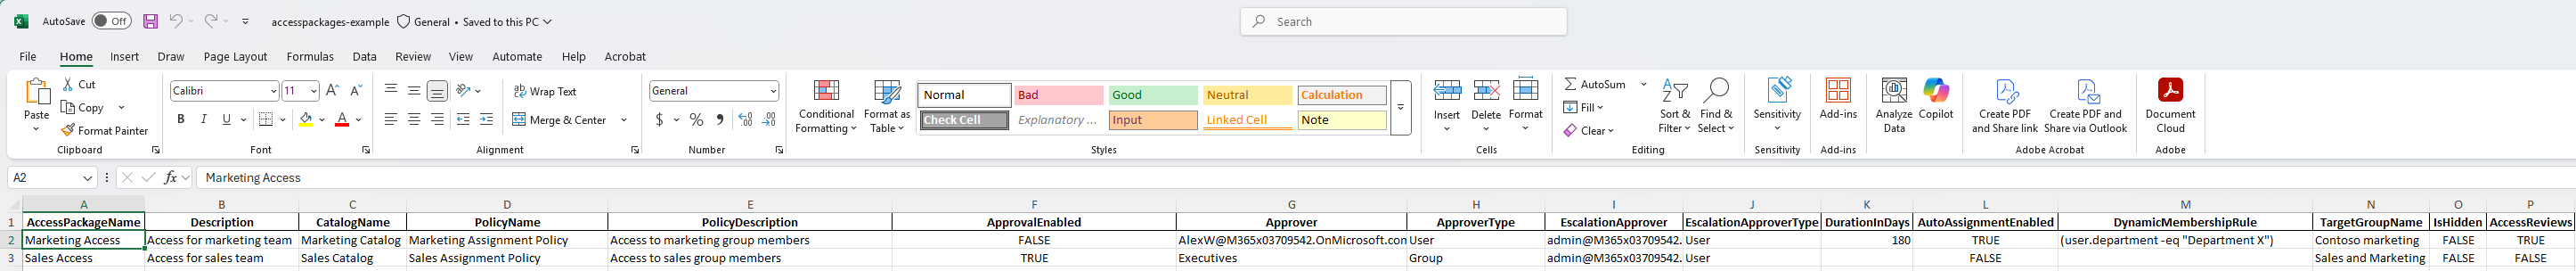 AutoSave Off accesspackages-example General • Saved to this PC Search
File Home Insert Draw Page Layout Formulas Data Review View Automate Help Acrobat
Paste Cut Copy Format Painter Clipboard
Calibri 11 A A B I U A Font
ab Wrap Text Merge & Center Alignment
General $ % , Number
Conditional Formatting Format as Table
Normal Bad Good Neutral Calculation
Check Cell Explanatory ... Input Linked Cell Note
Styles
Insert Delete Format Cells
AutoSum Fill Clear Sort & Filter Find & Select Editing
Sensitivity Sensitivity
Add-ins Add-ins
Analyze Data Copilot
Create PDF and Share link Create PDF and Share via Outlook Adobe Acrobat
Document Cloud Adobe
A2 fx Marketing Access
A B C D E F G H I J K L M N O P
1 AccessPackageName Description CatalogName PolicyName PolicyDescription ApprovalEnabled Approver ApproverType EscalationApprover EscalationApproverType DurationInDays AutoAssignmentEnabled DynamicMembershipRule TargetGroupName IsHidden AccessReviews
2 Marketing Access Access for marketing team Marketing Catalog Marketing Assignment Policy Access to marketing group members FALSE AlexW@M365x03709542.OnMicrosoft.con User admin@M365x03709542. User 180 TRUE (user.department -eq "Department X") Contoso marketing FALSE TRUE
3 Sales Access Access for sales team Sales Catalog Sales Assignment Policy Access to sales group members TRUE Executives Group admin@M365x03709542. User FALSE Sales and Marketing FALSE FALSE